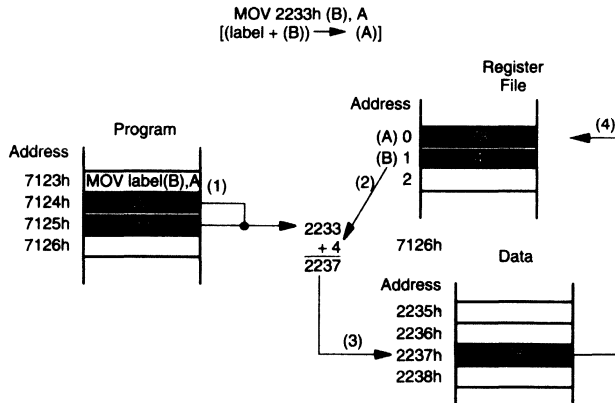 MOV 2233h (B), A
[(label + (B)) → (A)]
Register
File
Program
Address
Address
(A) 0
(4)
(B) 1
7123h MOV label(B),A (1)
(2)
2
7124h
7125h
2233
7126h
+ 4
7126h
2237
Data
Address
2235h
2236h
(3)
2237h
2238h